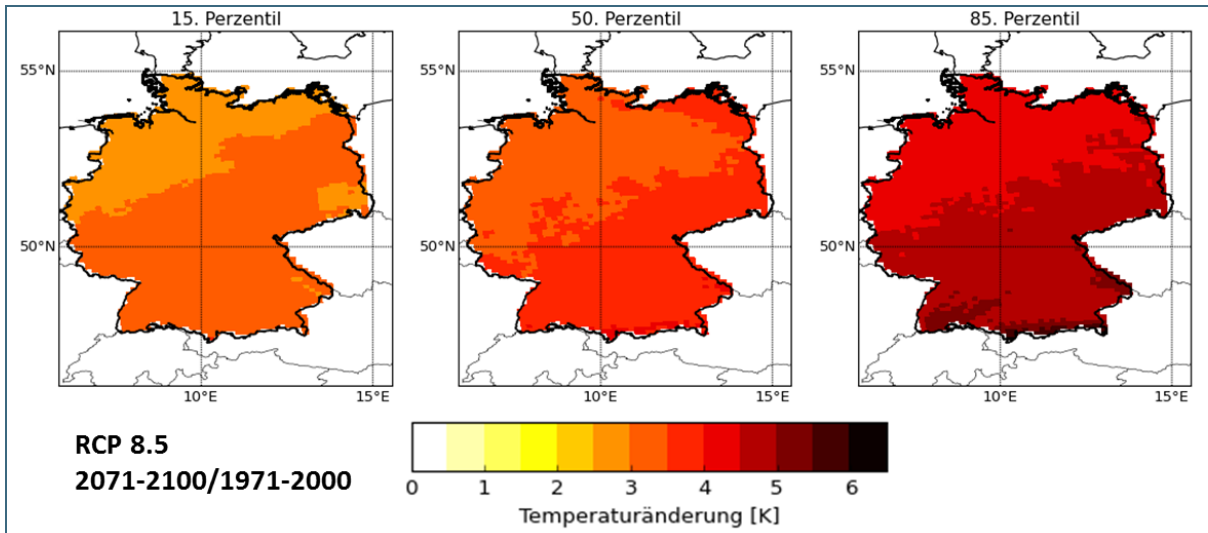 15. Perzentil 50. Perzentil 85. Perzentil
55°N 55°N 55°N
50°N 50°N 50°N
10°E 15°E 10°E 15°E 10°E 15°E
RCP 8.5
2071-2100/1971-2000
0 1 2 3 4 5 6
Temperaturänderung [K]